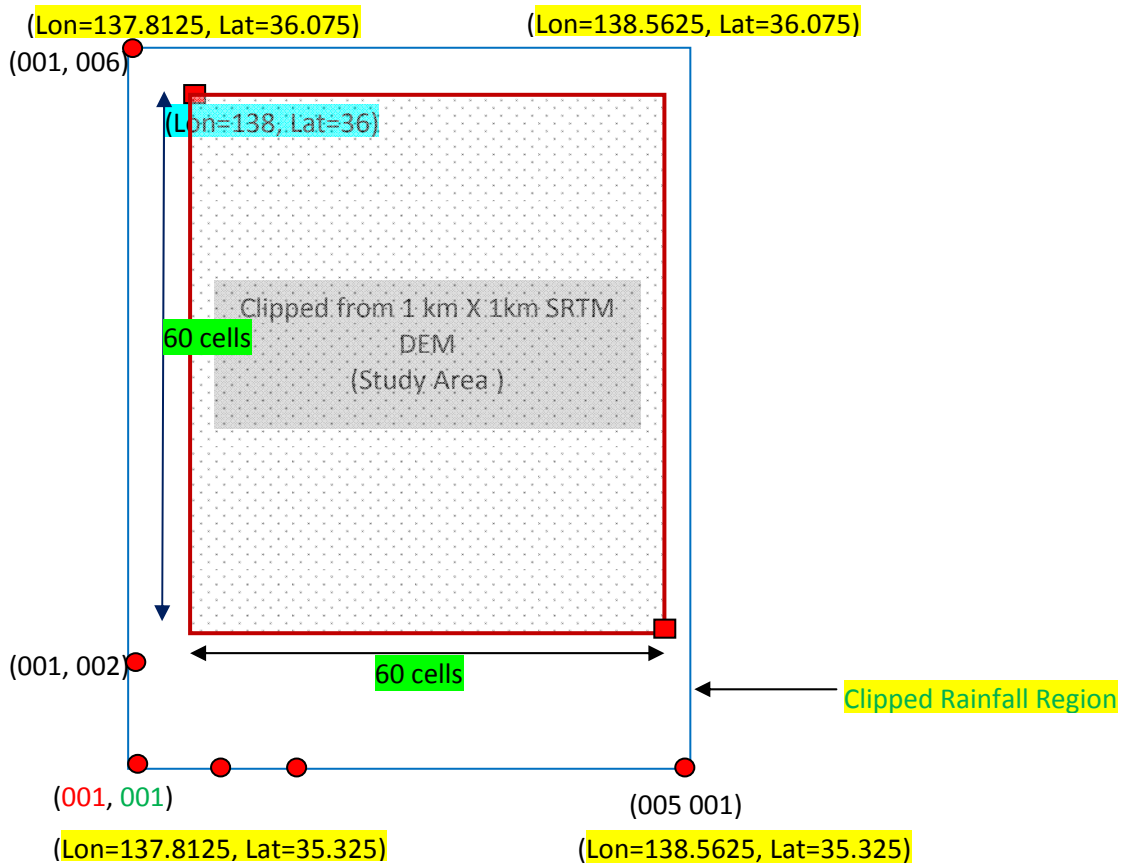 (Lon=137.8125, Lat=36.075)
(Lon=138.5625, Lat=36.075)
(001, 006)
(Lon=138, Lat=36)
Clipped from 1 km X 1km SRTM
DEM
(Study Area )
60 cells
(001, 002)
60 cells
Clipped Rainfall Region
(001, 001)
(005 001)
(Lon=137.8125, Lat=35.325)
(Lon=138.5625, Lat=35.325)